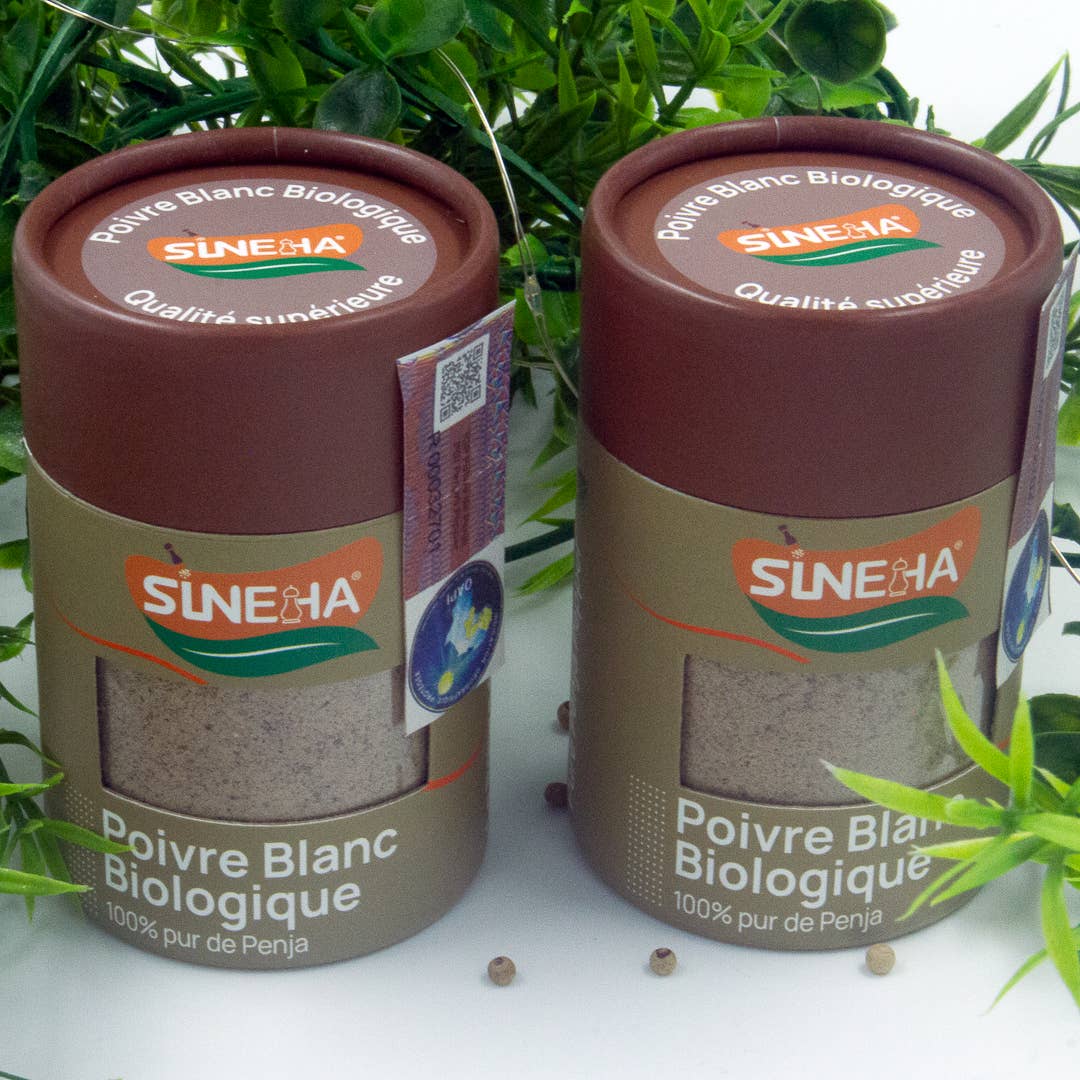 Poivre Blanc Biologique
SINEHA®
Qualité supérieure
Poivre Blanc Biologique
SINEHA®
Qualité supérieure
OAPI
SINEHA®
Poivre Blanc
Biologique
100% pur de Penja
SINEHA®
Poivre Blanc
Biologique
100% pur de Penja